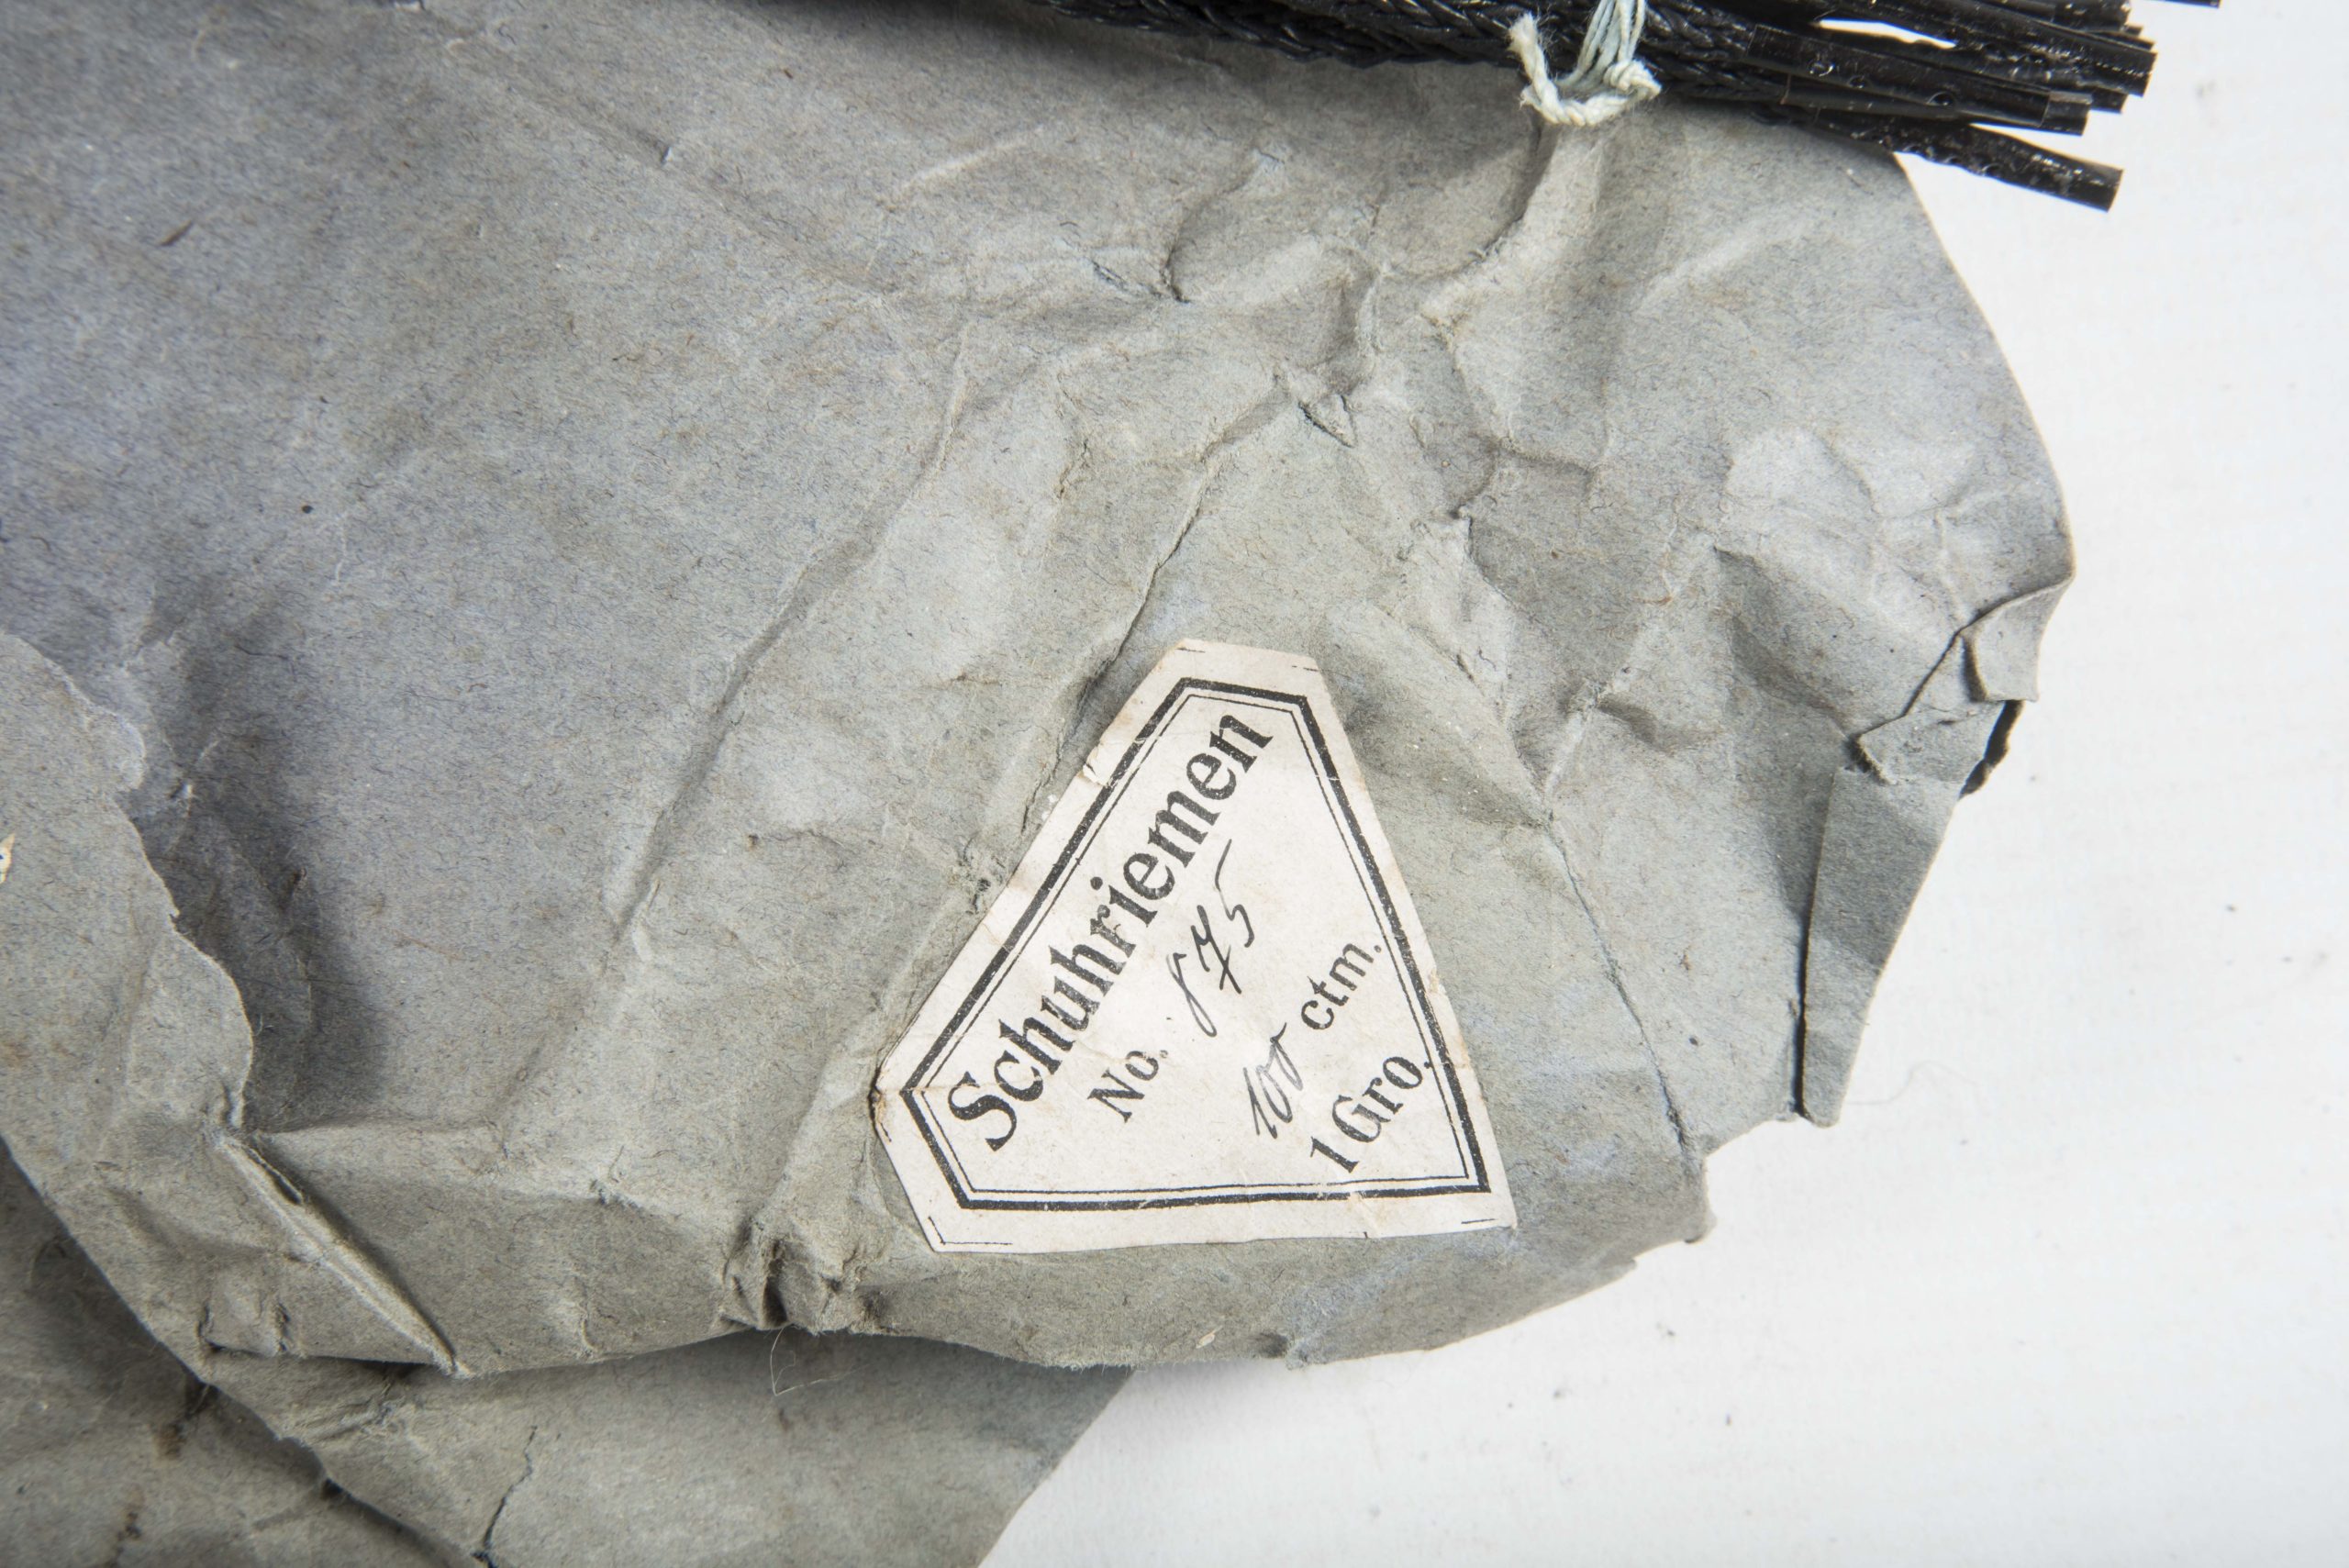 Schuhriemen
No. 875
100 ctm.
1 Gro.